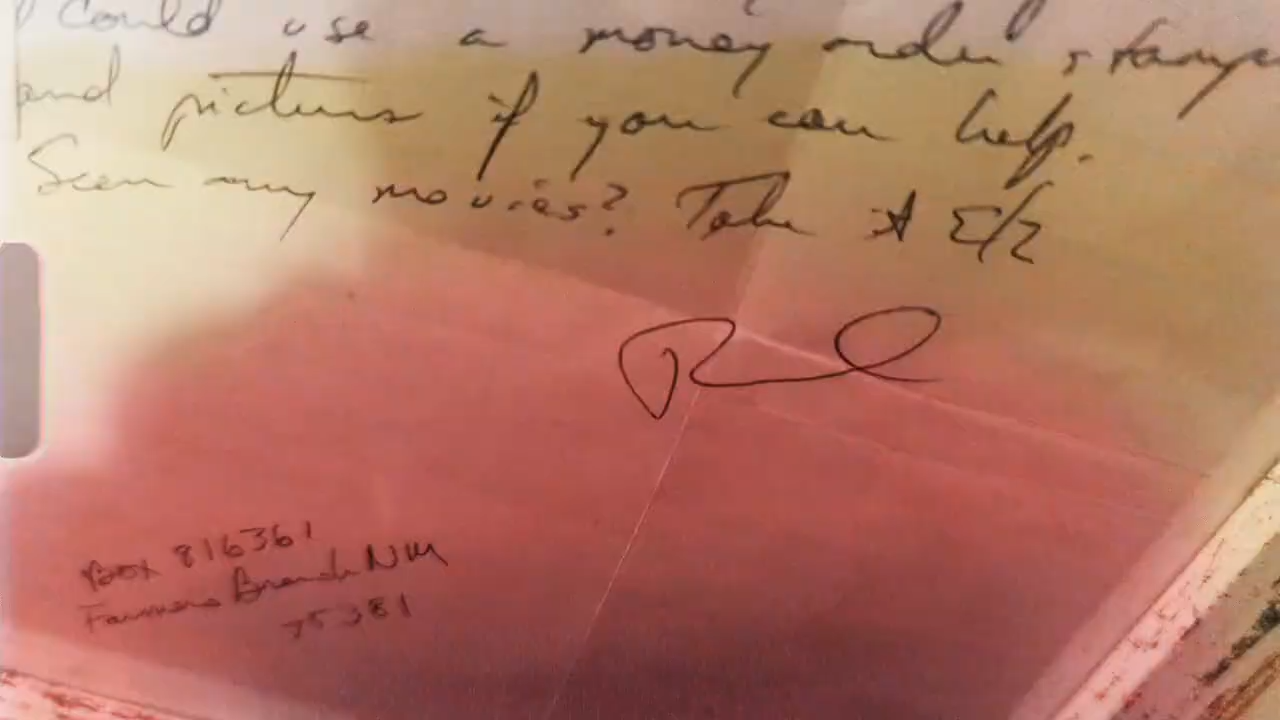 I could use a money order, stamps
and pictures if you can help.
Seen any movies? Take it E/Z
Box 816361
Farmers Branch NM
75381